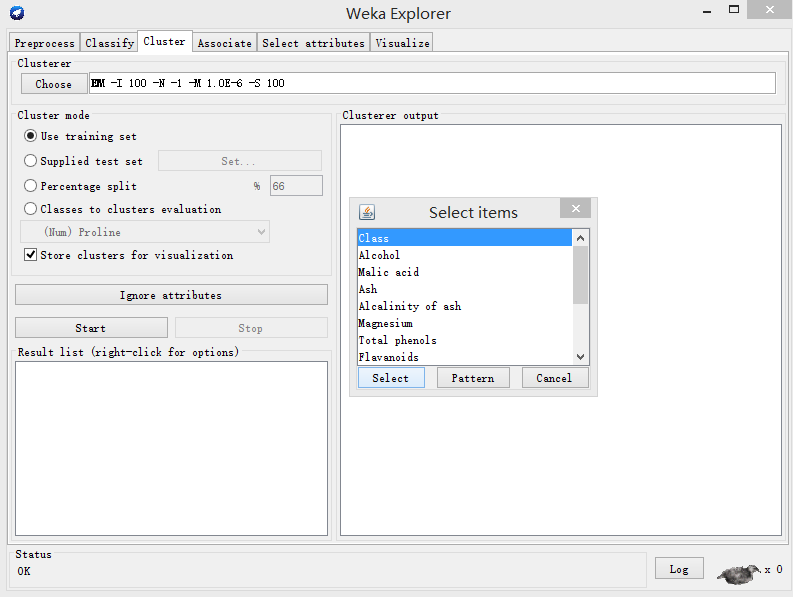 Weka Explorer
Preprocess Classify Cluster Associate Select attributes Visualize
Clusterer
Choose EM -I 100 -N -1 -M 1.0E-6 -S 100
Cluster mode
Use training set
Supplied test set Set...
Percentage split % 66
Classes to clusters evaluation
(Num) Proline
Store clusters for visualization
Ignore attributes
Start Stop
Result list (right-click for options)
Clusterer output
Select items
Class
Alcohol
Malic acid
Ash
Alcalinity of ash
Magnesium
Total phenols
Flavanoids
Select Pattern Cancel
Status
OK
Log x 0